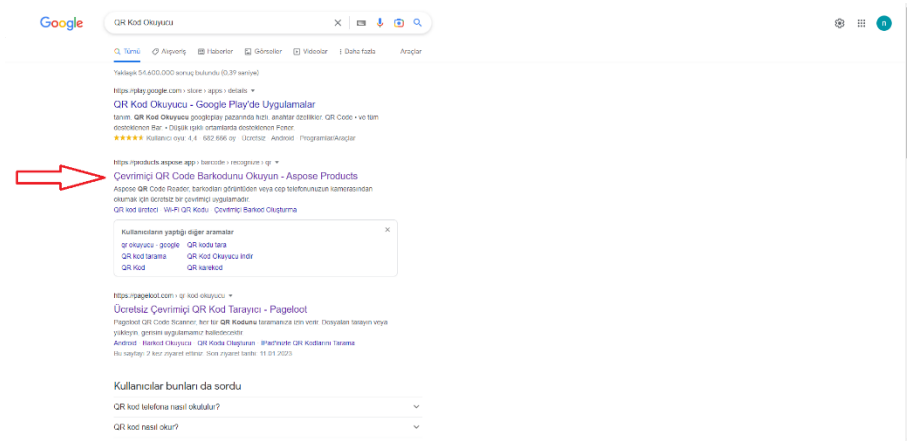 Google
QR Kod Okuyucu
Tümü Alışveriş Haberler Görseller Videolar Daha fazla Araçlar
Yaklaşık 54.600.000 sonuç bulundu (0,39 saniye)
https://play.google.com › store › apps › details
QR Kod Okuyucu - Google Play'de Uygulamalar
tanım. QR Kod Okuyucu googleplay pazarında hızlı. anahtar özellikler. QR Code • ve tüm
desteklenen Bar. • Düşük ışıklı ortamlarda desteklenen Fener.
Kullanıcı oyu: 4,4 · 682.666 oy · Ücretsiz · Android · Programlar/Araçlar
https://products.aspose.app › barcode › recognize › qr
Çevrimiçi QR Code Barkodunu Okuyun - Aspose Products
Aspose QR Code Reader, barkodları görüntüden veya cep telefonunuzun kamerasından
okumak için ücretsiz bir çevrimiçi uygulamadır.
QR kod üreteci · Wi-Fi QR Kodu · Çevrimiçi Barkod Oluşturma
Kullanıcıların yaptığı diğer aramalar
qr okuyucu - google QR kodu tara
QR kod tarama QR Kod Okuyucu indir
QR Kod QR karekod
https://pageloot.com › qr-kod-okuyucu
Ücretsiz Çevrimiçi QR Kod Tarayıcı - Pageloot
Pageloot QR Code Scanner, her tür QR Kodunu taramanıza izin verir. Dosyaları tarayın veya
yükleyin, gerisini uygulamamız halledecektir.
Android · Barkod Okuyucu · QR Kodu Oluşturun · iPad'inizle QR Kodlarını Tarama
Bu sayfayı 2 kez ziyaret ettiniz. Son ziyaret tarihi: 11.01.2023
Kullanıcılar bunları da sordu
QR kod telefona nasıl okutulur?
QR kod nasıl okur?
n